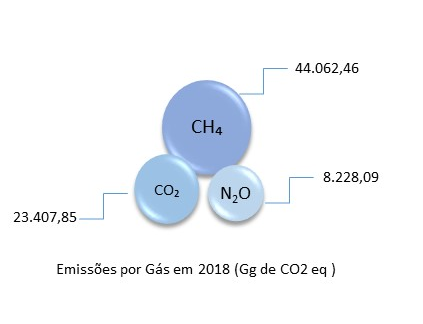 44.062,46
CH₄
8.228,09
CO₂
N₂O
23.407,85
Emissões por Gás em 2018 (Gg de CO2 eq )